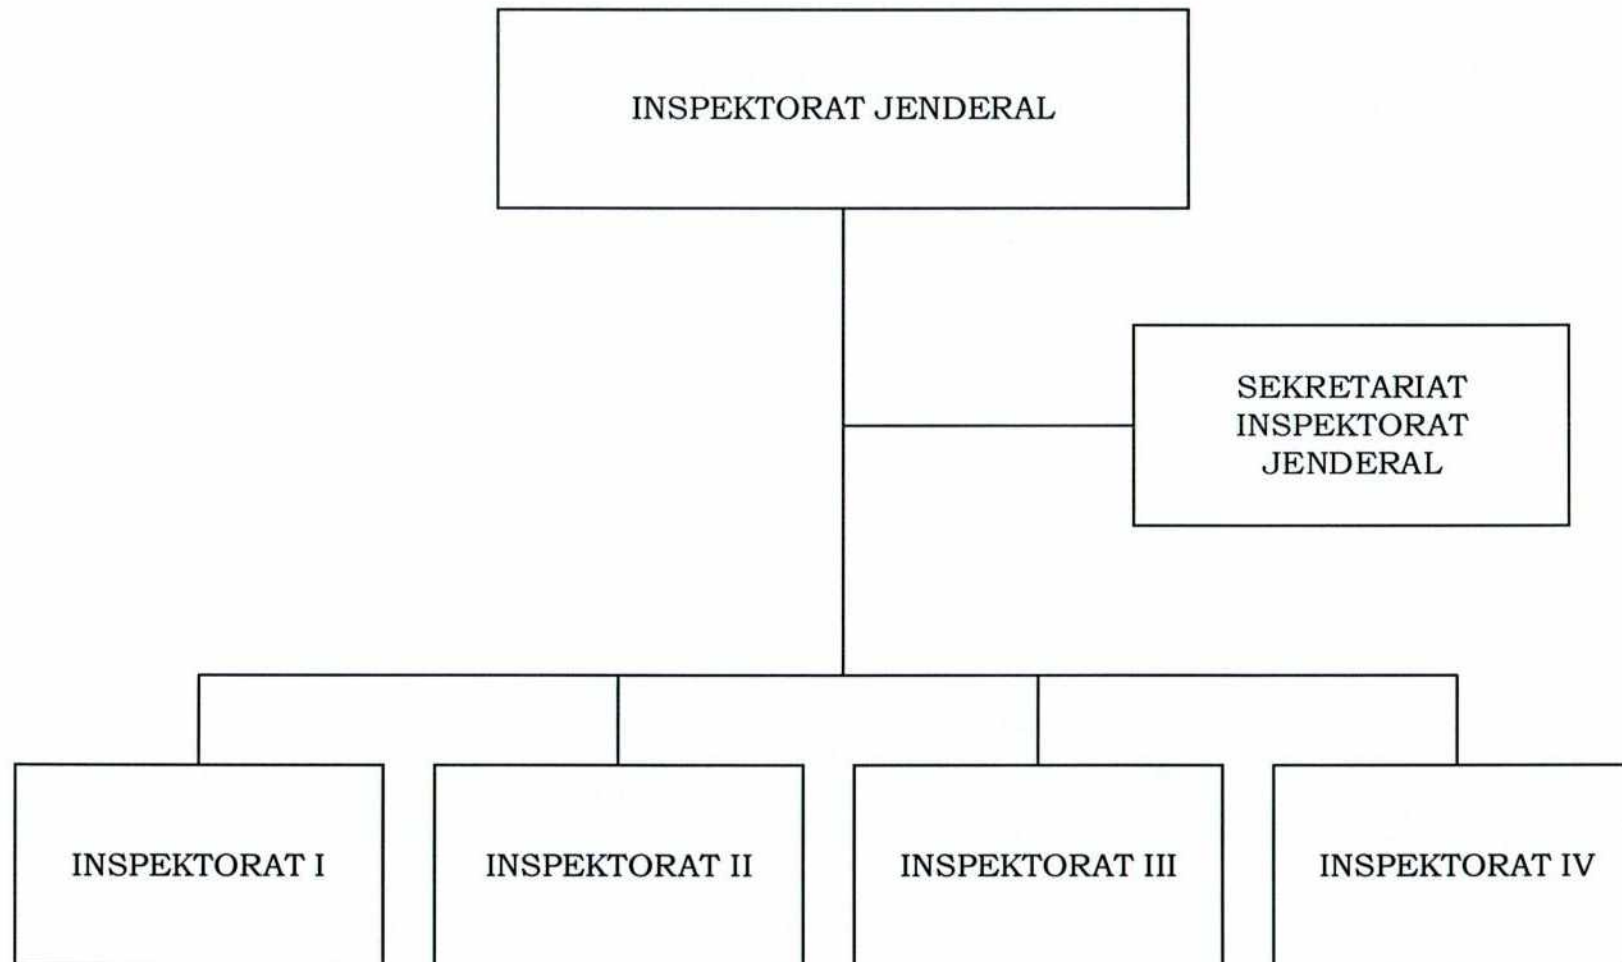 INSPEKTORAT JENDERAL
SEKRETARIAT
INSPEKTORAT
JENDERAL
INSPEKTORAT I
INSPEKTORAT II
INSPEKTORAT III
INSPEKTORAT IV